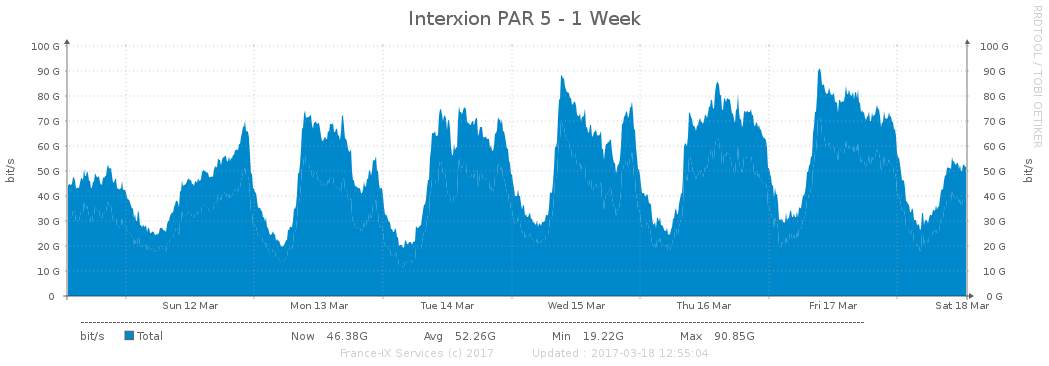 Interxion PAR 5 - 1 Week
RRDTOOL / TOBI OETIKER
100 G 100 G
90 G 90 G
80 G 80 G
70 G 70 G
60 G 60 G
50 G 50 G
40 G 40 G
30 G 30 G
20 G 20 G
10 G 10 G
0 0 G
bit/s
bit/s
Sun 12 Mar Mon 13 Mar Tue 14 Mar Wed 15 Mar Thu 16 Mar Fri 17 Mar Sat 18 Mar
bit/s Total Now 46.38G Avg 52.26G Min 19.22G Max 90.85G
France-IX Services (c) 2017 Updated : 2017-03-18 12:55:04